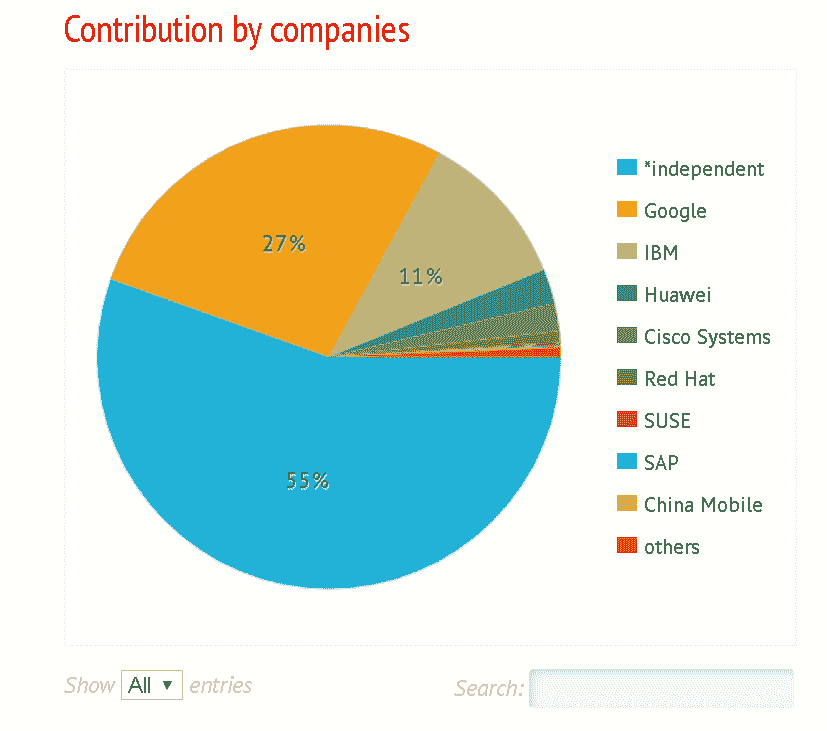 Contribution by companies
27%
11%
55%
*independent
Google
IBM
Huawei
Cisco Systems
Red Hat
SUSE
SAP
China Mobile
others
Show All ▼ entries
Search: